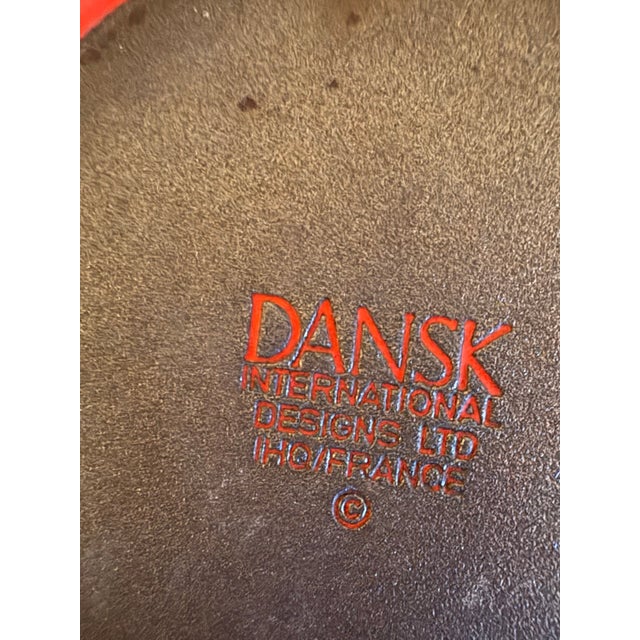 DANSK
INTERNATIONAL
DESIGNS LTD
IHQ/FRANCE
©